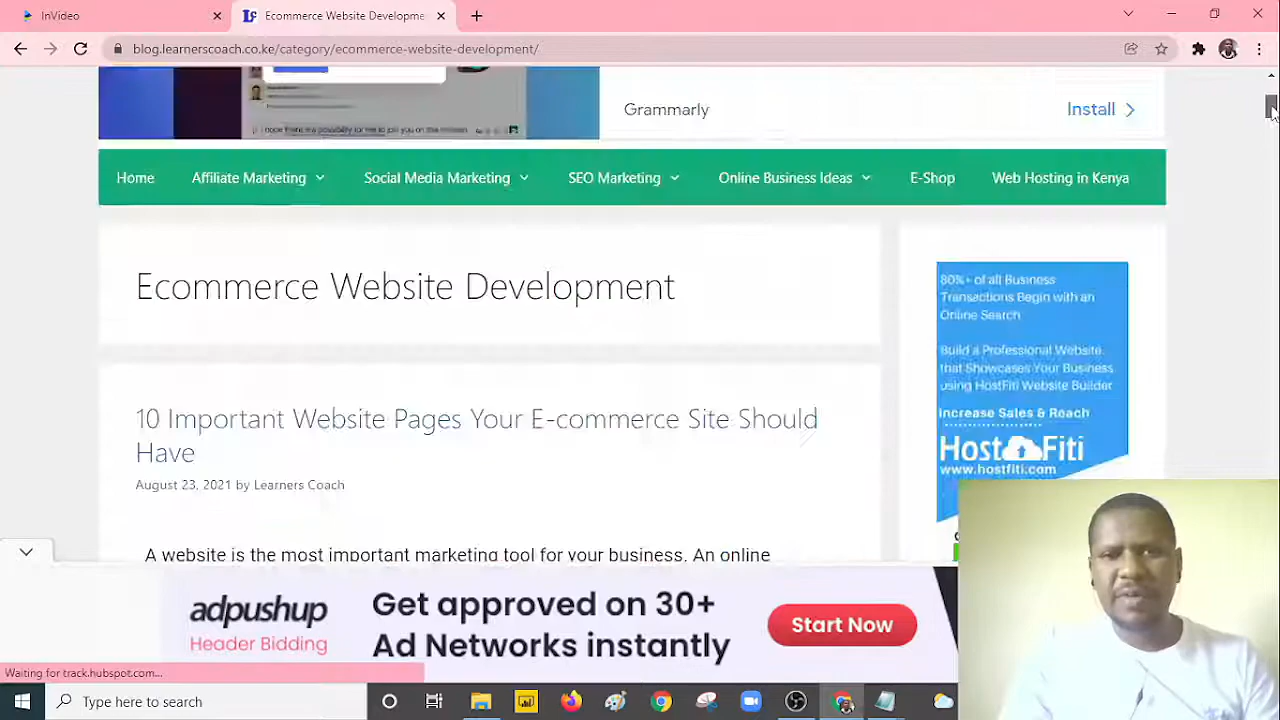 InVideo
Ecommerce Website Developme
blog.learnerscoach.co.ke/category/ecommerce-website-development/
Grammarly
Install
Home
Affiliate Marketing
Social Media Marketing
SEO Marketing
Online Business Ideas
E-Shop
Web Hosting in Kenya
Ecommerce Website Development
10 Important Website Pages Your E-commerce Site Should
Have
August 23, 2021 by Learners Coach
A website is the most important marketing tool for your business. An online
80%+ of all Business
Transactions Begin with an
Online Search
Build a Professional Website
that Showcases Your Business
using HostFiti Website Builder
Increase Sales & Reach
HostFiti
www.hostfiti.com
adpushup
Header Bidding
Get approved on 30+
Ad Networks instantly
Start Now
Waiting for track.hubspot.com...
Type here to search